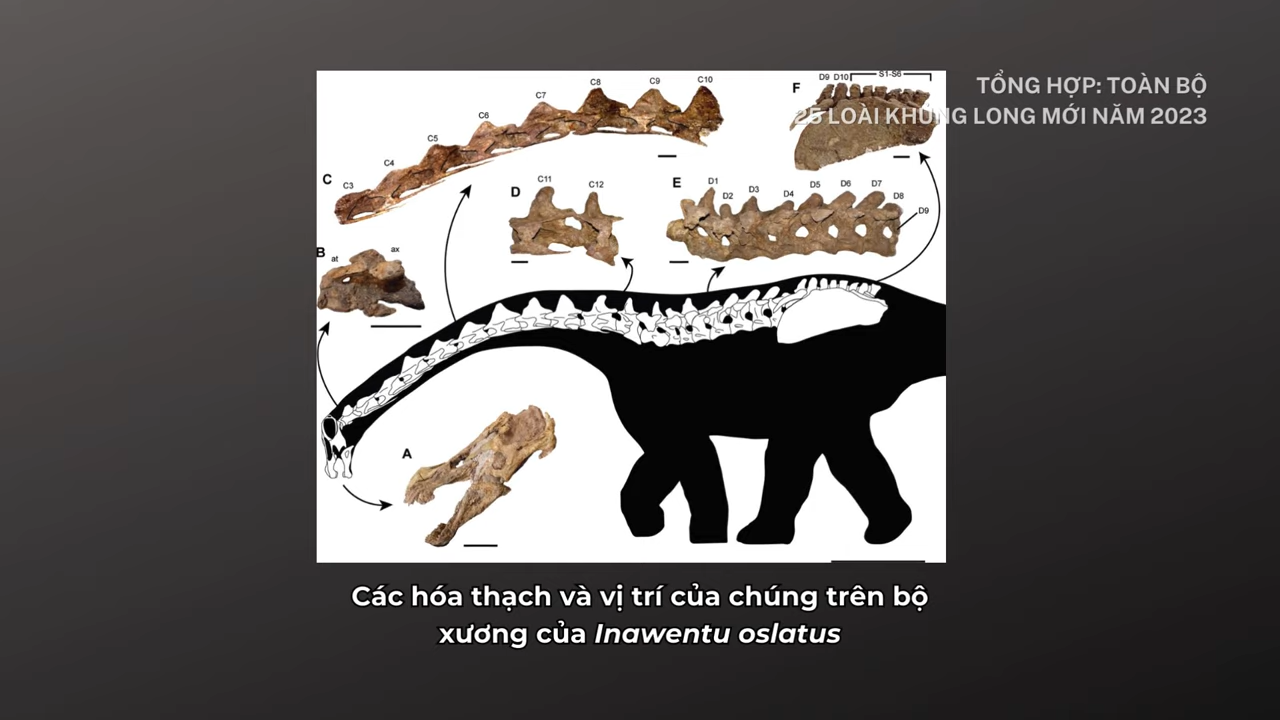 TỔNG HỢP: TOÀN BỘ
25 LOÀI KHỦNG LONG MỚI NĂM 2023
C3
C4
C5
C6
C7
C8
C9
C10
F
D9 D10 S1-S6
C
D
C11
C12
E
D1
D2
D3
D4
D5
D6
D7
D8
D9
B
at
ax
A
Các hóa thạch và vị trí của chúng trên bộ
xương của Inawentu oslatus